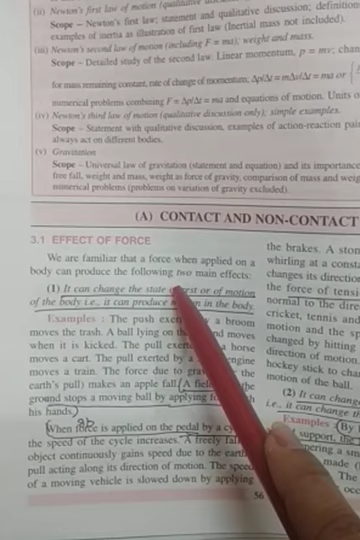 (ii) Newton's first law of motion (qualitative discussion
Scope – Newton's first law; statement and qualitative discussion; definition
examples of inertia as illustration of first law (Inertial mass not included).
(iii) Newton's second law of motion (including F = ma); weight and mass.
Scope – Detailed study of the second law. Linear momentum, p = mv; chan
for mass remaining constant, rate of change of momentum; Δp/Δt = mΔv/Δt = ma or
numerical problems combining F = Δp/Δt = ma and equations of motion. Units o
(iv) Newton's third law of motion (qualitative discussion only); simple examples.
Scope – Statement with qualitative discussion, examples of action-reaction pair
always act on different bodies.
(v) Gravitation
Scope – Universal law of gravitation (statement and equation) and its importance
free fall, weight and mass, weight as force of gravity, comparison of mass and weig
numerical problems (problems on variation of gravity excluded).
(A) CONTACT AND NON-CONTACT
3.1 EFFECT OF FORCE
We are familiar that a force when applied on
body can produce the following two main effects:
(1) It can change the state rest or of motion
of the body i.e., it can produce in the body.
Examples : The push a broom
moves the trash. A ball lying on the moves
when it is kicked. The pull horse
moves a cart. The pull exerted by engine
moves a train. The force due to the
earth's pull) makes an apple fall. (A
ground stops a moving ball by applying
his hands.)
(When force is applied on the pedal by a
the speed of the cycle increases. A freely
object continuously gains speed due to the
pull acting along its direction of motion. The speed
of a moving vehicle is slowed down by applying
the brakes. A ston
whirling at a consta
changes its direction
the force of tensi
normal to the direc
cricket, tennis and
motion and the sp
changed by hitting
direction of motion.
hockey stick to chan
motion of the ball.
(2) It can change
i.e., it can change th
Examples : (By
support, the
a sm
made (
The
occ
56